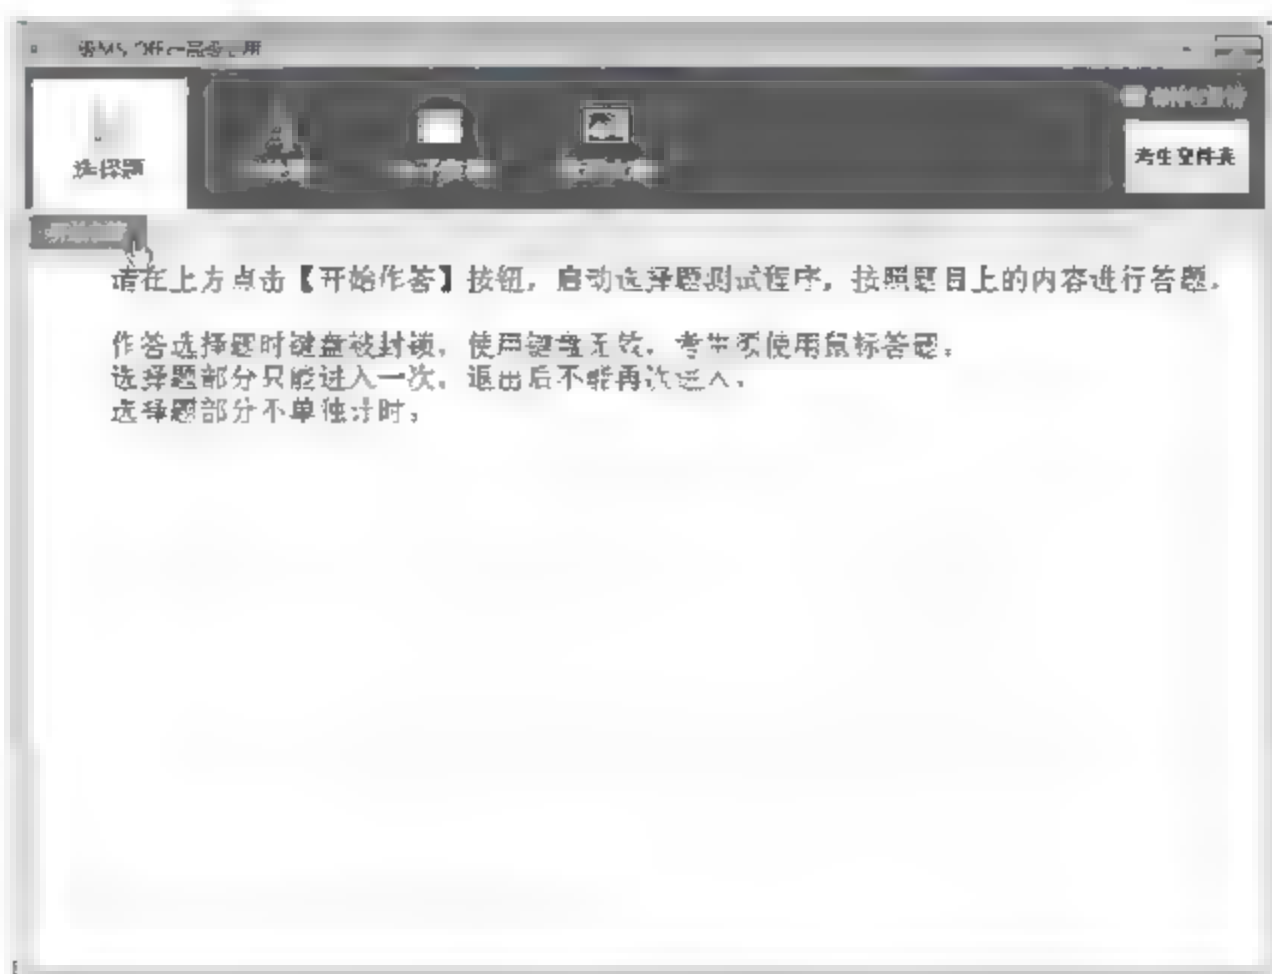 选择题
考生文件夹
请在上方点击【开始作答】按钮，启动选择题测试程序，按照题目上的内容进行答题。
作答选择题时键盘被封锁，使用键盘无效，考生须使用鼠标答题。
选择题部分只能进入一次，退出后不能再次进入。
选择题部分不单独计时。